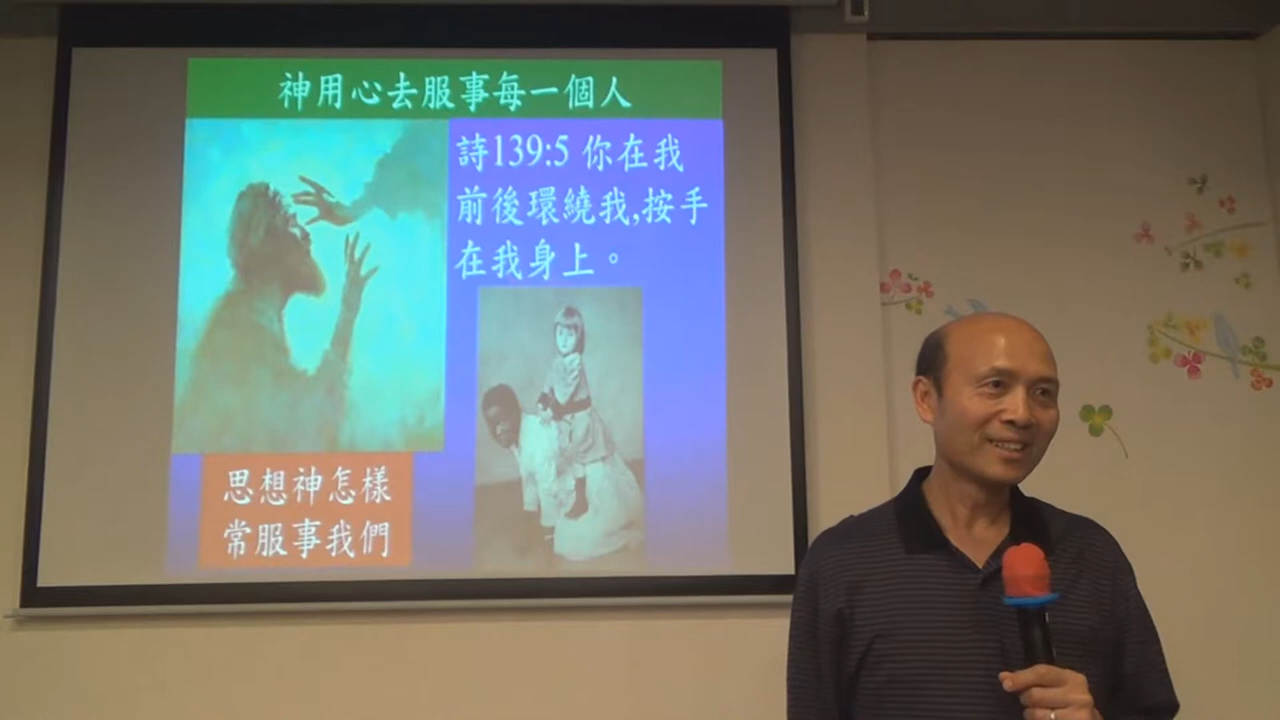 神用心去服事每一個人
詩139:5 你在我
前後環繞我,按手
在我身上。
思想神怎樣
常服事我們